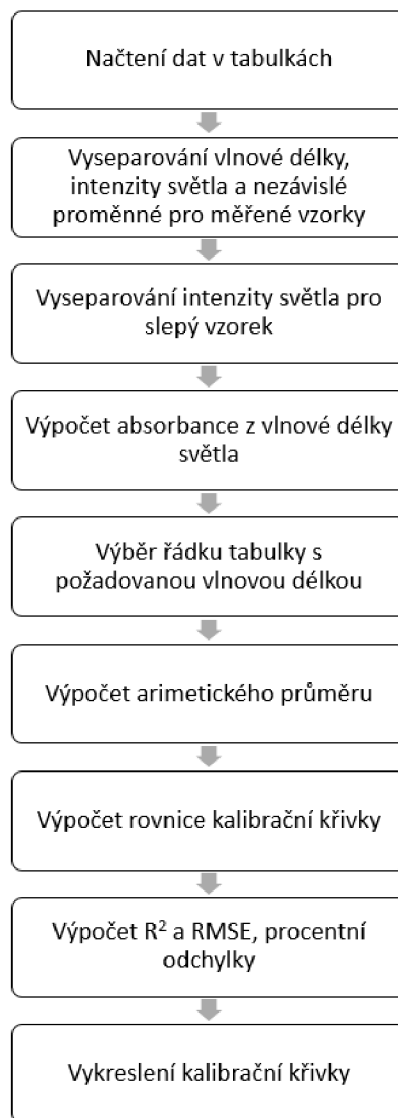 Načtení dat v tabulkách
Vyseparování vlnové délky,
intenzity světla a nezávislé
proměnné pro měřené vzorky
Vyseparování intenzity světla pro
slepý vzorek
Výpočet absorbance z vlnové délky
světla
Výběr řádku tabulky s
požadovanou vlnovou délkou
Výpočet arimetického průměru
Výpočet rovnice kalibrační křivky
Výpočet R² a RMSE, procentní
odchylky
Vykreslení kalibrační křivky